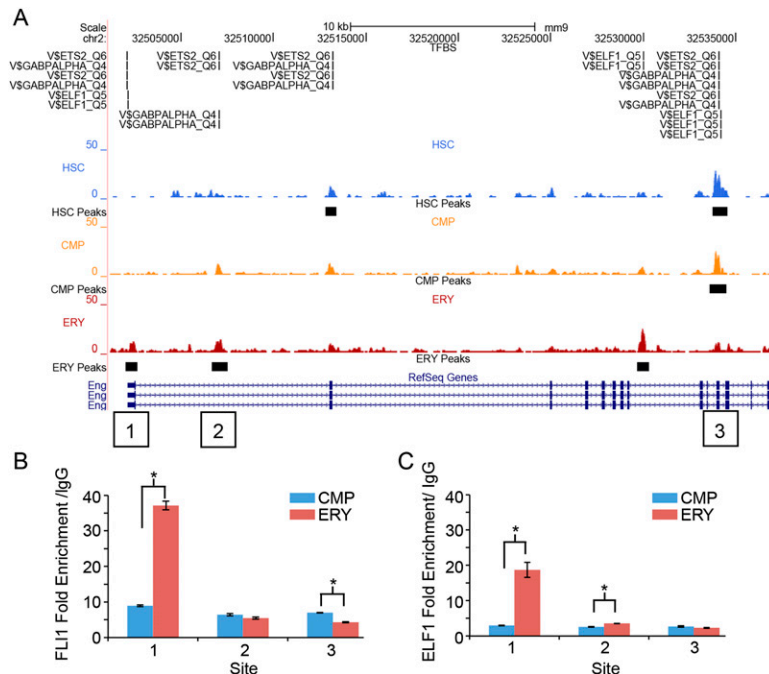 A
Scale
10 kb
mm9
chr2:
32505000
32510000
32515000
32520000
32525000
32530000
32535000
TFBS
V$ETS2_Q6
V$GABPALPHA_Q4
V$ETS2_Q6
V$GABPALPHA_Q4
V$ELF1_Q5
V$ELF1_Q5
V$ETS2_Q6
V$ETS2_Q6
V$GABPALPHA_Q4
V$GABPALPHA_Q4
V$ETS2_Q6
V$GABPALPHA_Q4
V$ETS2_Q6
V$GABPALPHA_Q4
V$ELF1_Q5
V$ELF1_Q5
V$ETS2_Q6
V$ETS2_Q6
V$GABPALPHA_Q4
V$GABPALPHA_Q4
V$ETS2_Q6
V$GABPALPHA_Q4
V$ELF1_Q5
V$ELF1_Q5
V$ELF1_Q5
50
HSC
HSC
0
HSC Peaks
HSC Peaks
50
CMP
CMP
0
CMP Peaks
CMP Peaks
50
ERY
ERY
0
ERY Peaks
ERY Peaks
RefSeq Genes
Eng
Eng
Eng
1
2
3
B
FLI1 Fold Enrichment /IgG
40
30
20
10
0
*
*
CMP
ERY
1
2
3
Site
C
ELF1 Fold Enrichment/ IgG
40
30
20
10
0
*
*
CMP
ERY
1
2
3
Site